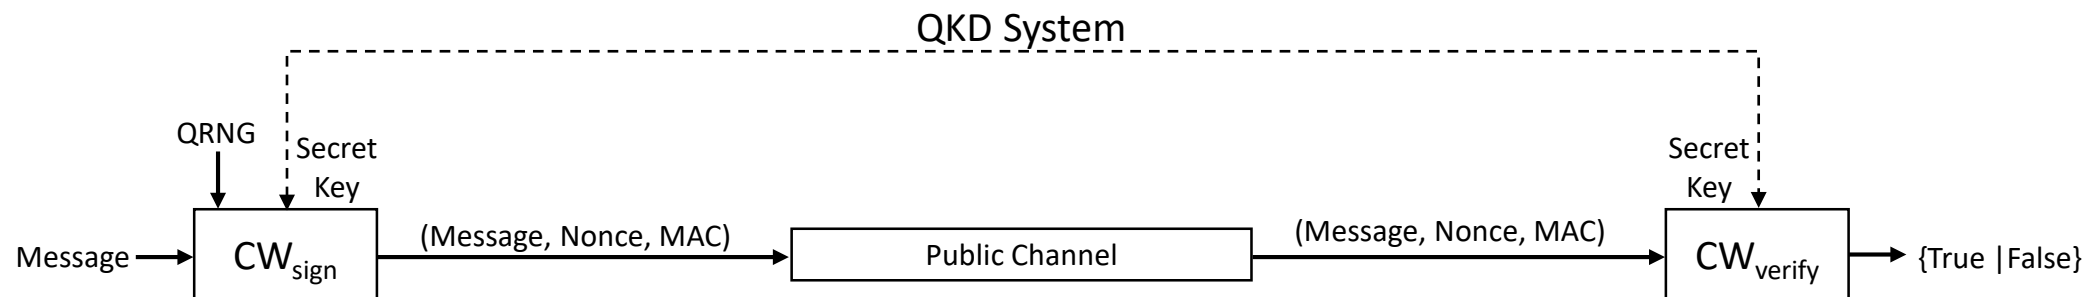 QKD System
QRNG
Secret
Key
Secret
Key
Message
CWsign
(Message, Nonce, MAC)
Public Channel
(Message, Nonce, MAC)
CWverify
{True |False}